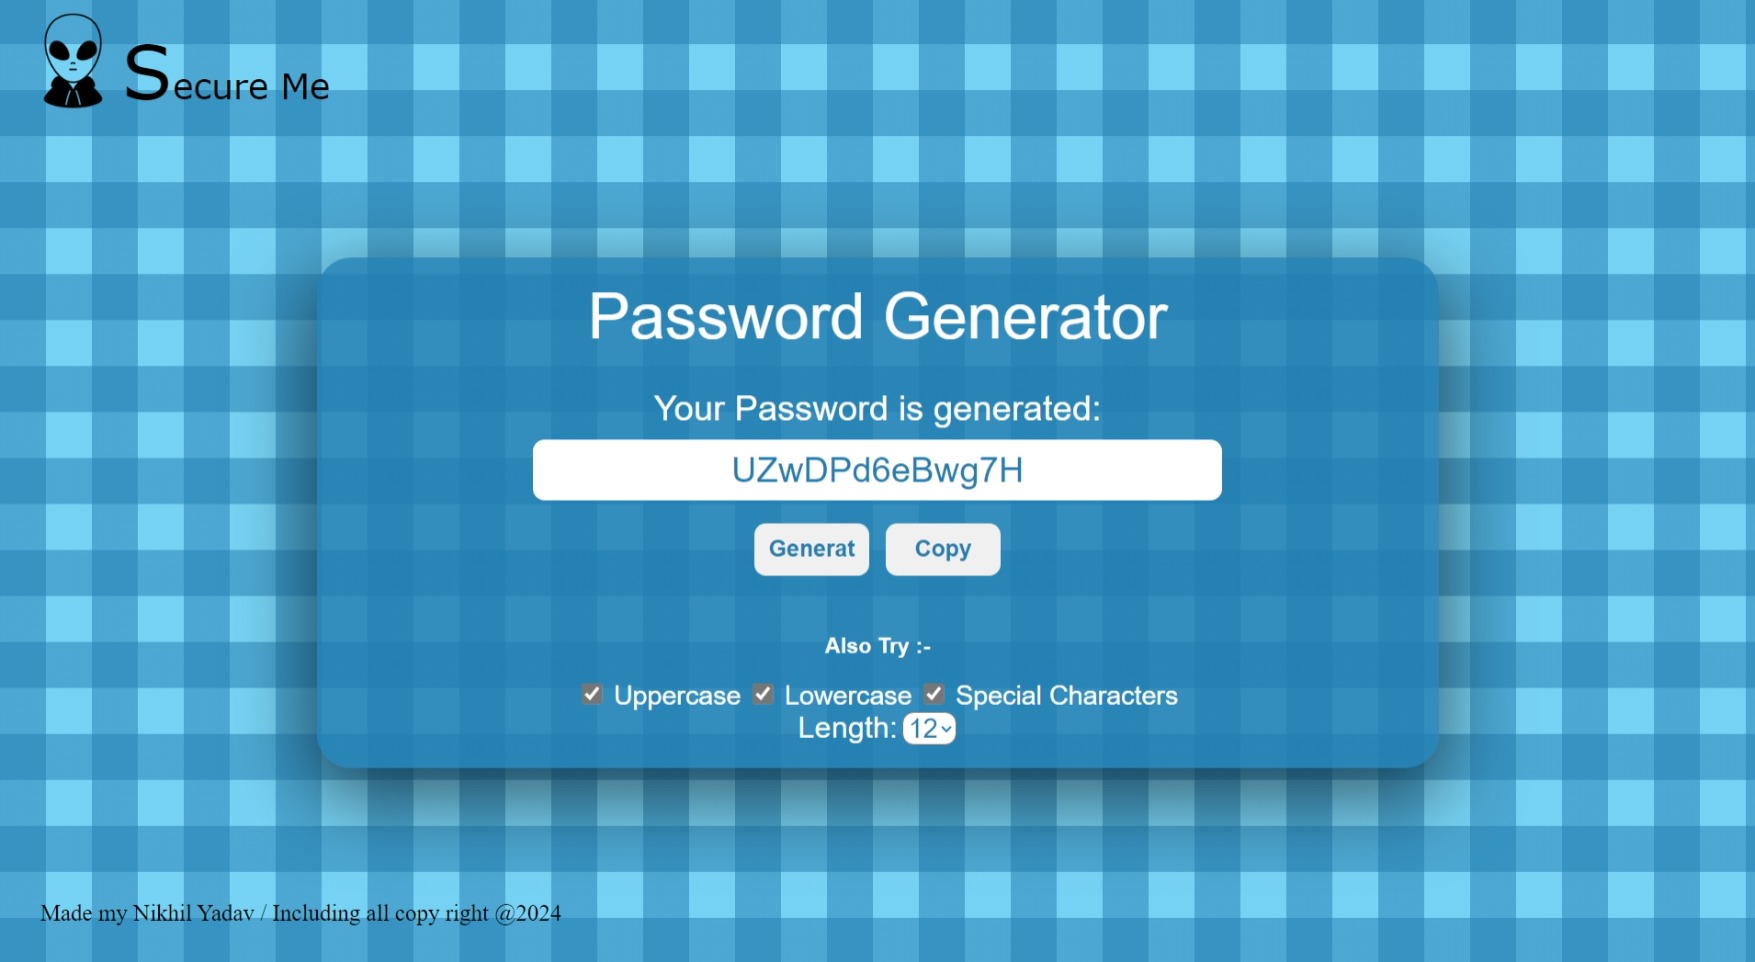 Secure Me
Password Generator
Your Password is generated:
UZwDPd6eBwg7H
Generat Copy
Also Try :-
Uppercase Lowercase Special Characters
Length: 12
Made my Nikhil Yadav / Including all copy right @2024